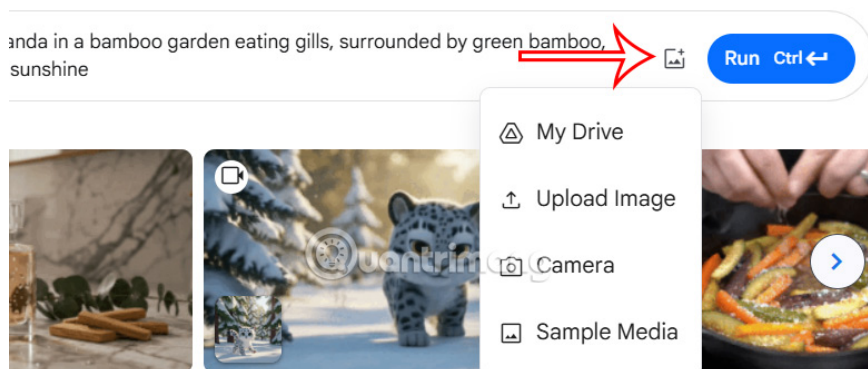 anda in a bamboo garden eating gills, surrounded by green bamboo,
sunshine
Run Ctrl
My Drive
Upload Image
Camera
Sample Media
Quantrimang